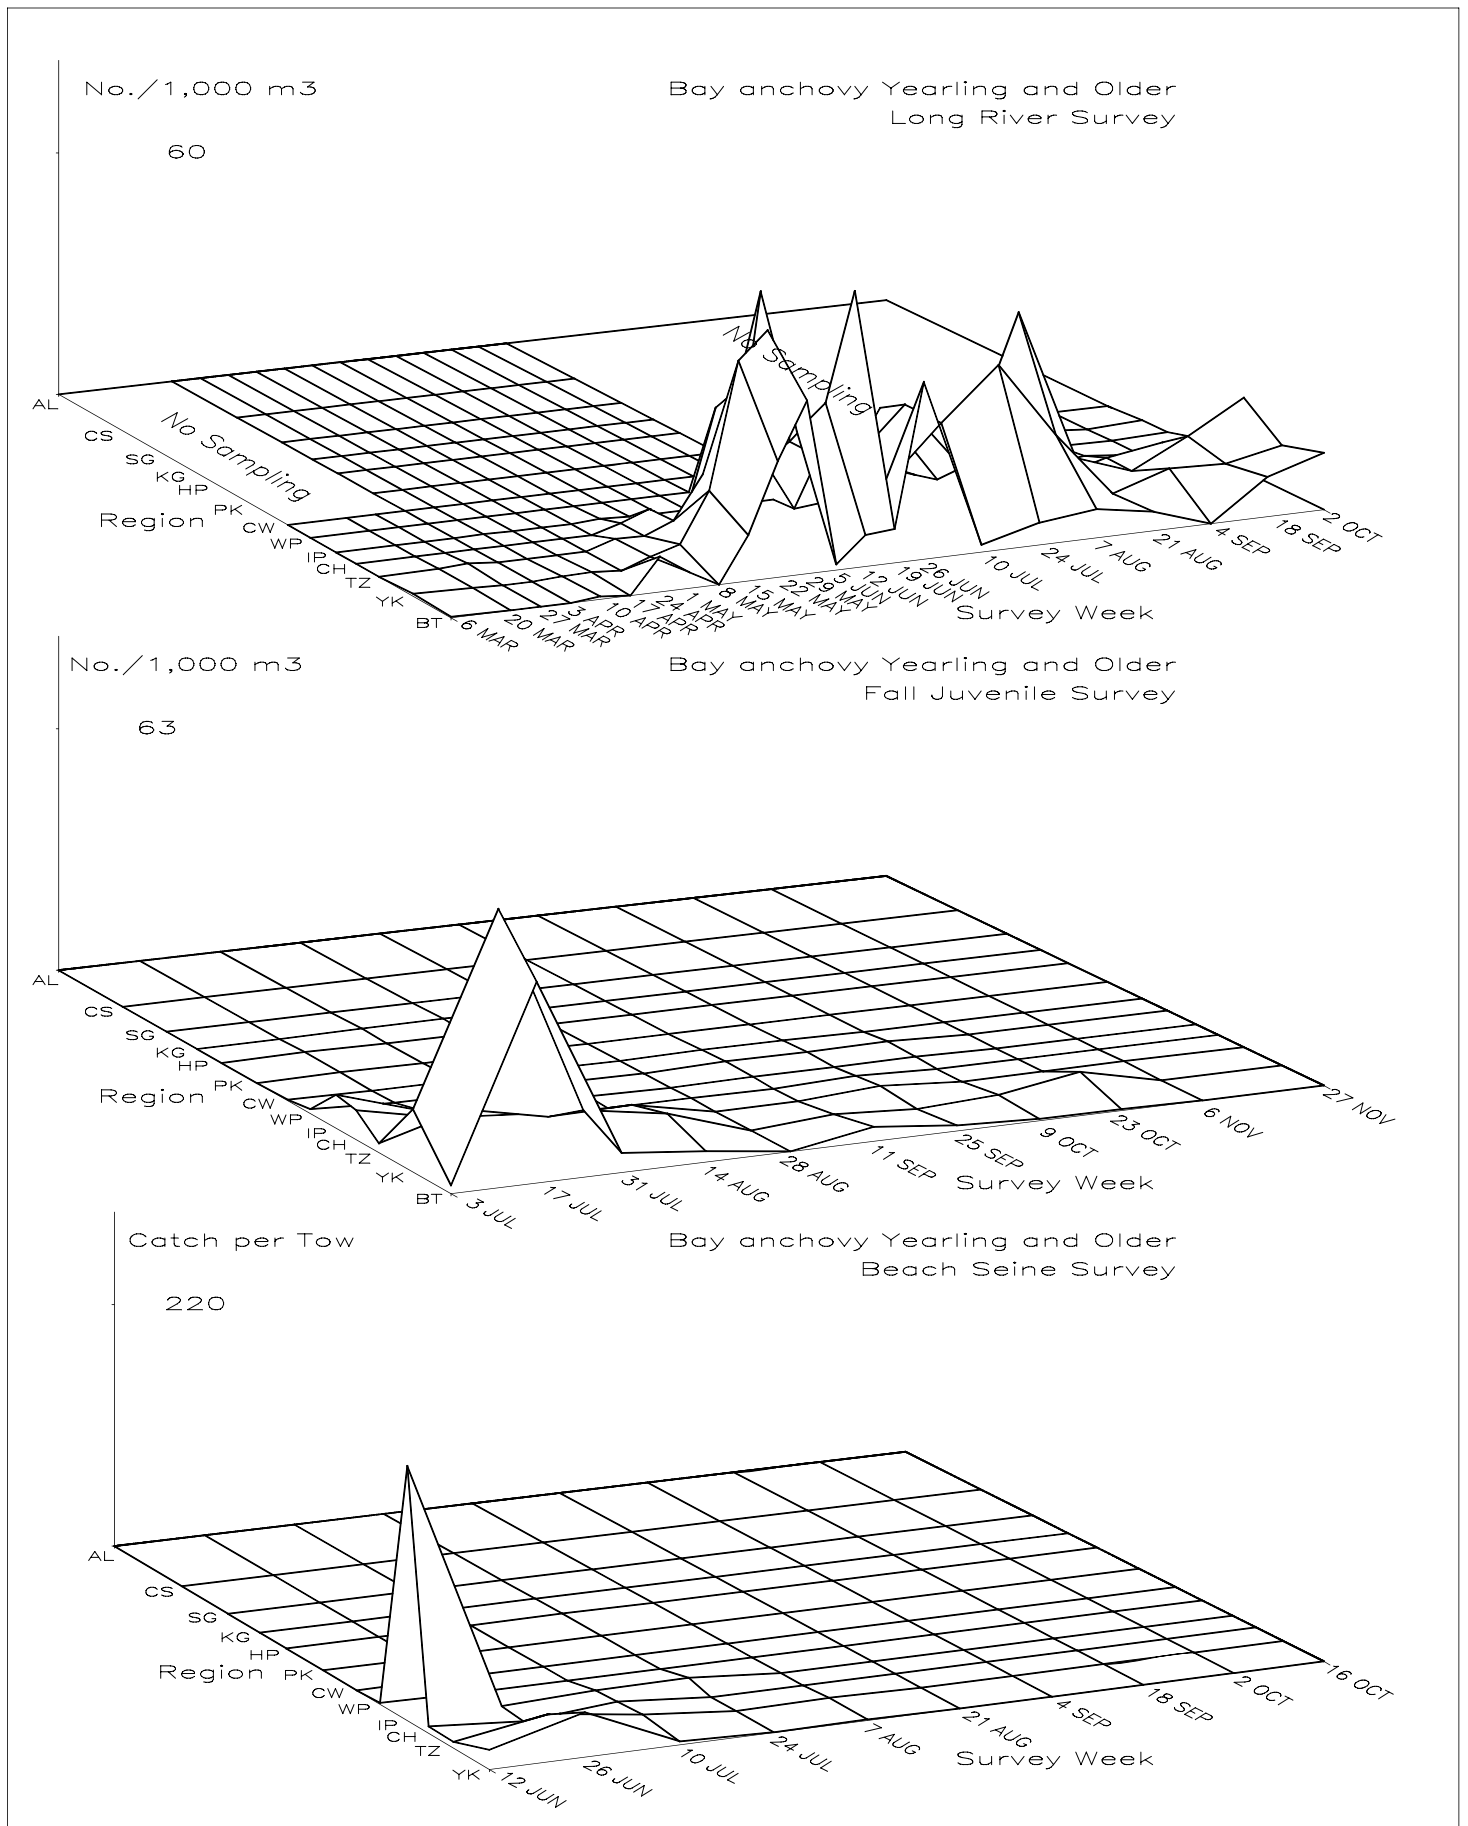 No./1,000 m3
Bay anchovy Yearling and Older
Long River Survey
60
No Sampling
AL
CS
No Sampling
SG
KG
HP
PK
Region
CW
WP
IP
CH
TZ
YK
BT
6 MAR
20 MAR
27 MAR
3 APR
10 APR
17 APR
24 APR
1 MAY
8 MAY
15 MAY
22 MAY
29 MAY
5 JUN
12 JUN
19 JUN
26 JUN
10 JUL
24 JUL
7 AUG
21 AUG
4 SEP
18 SEP
2 OCT
Survey Week
No./1,000 m3
Bay anchovy Yearling and Older
Fall Juvenile Survey
63
AL
CS
SG
KG
HP
PK
Region
CW
WP
IP
CH
TZ
YK
BT
3 JUL
17 JUL
31 JUL
14 AUG
28 AUG
11 SEP
25 SEP
9 OCT
23 OCT
6 NOV
27 NOV
Survey Week
Catch per Tow
Bay anchovy Yearling and Older
Beach Seine Survey
220
AL
CS
SG
KG
HP
Region
PK
CW
WP
IP
CH
TZ
YK
12 JUN
26 JUN
10 JUL
24 JUL
7 AUG
21 AUG
4 SEP
18 SEP
2 OCT
16 OCT
Survey Week